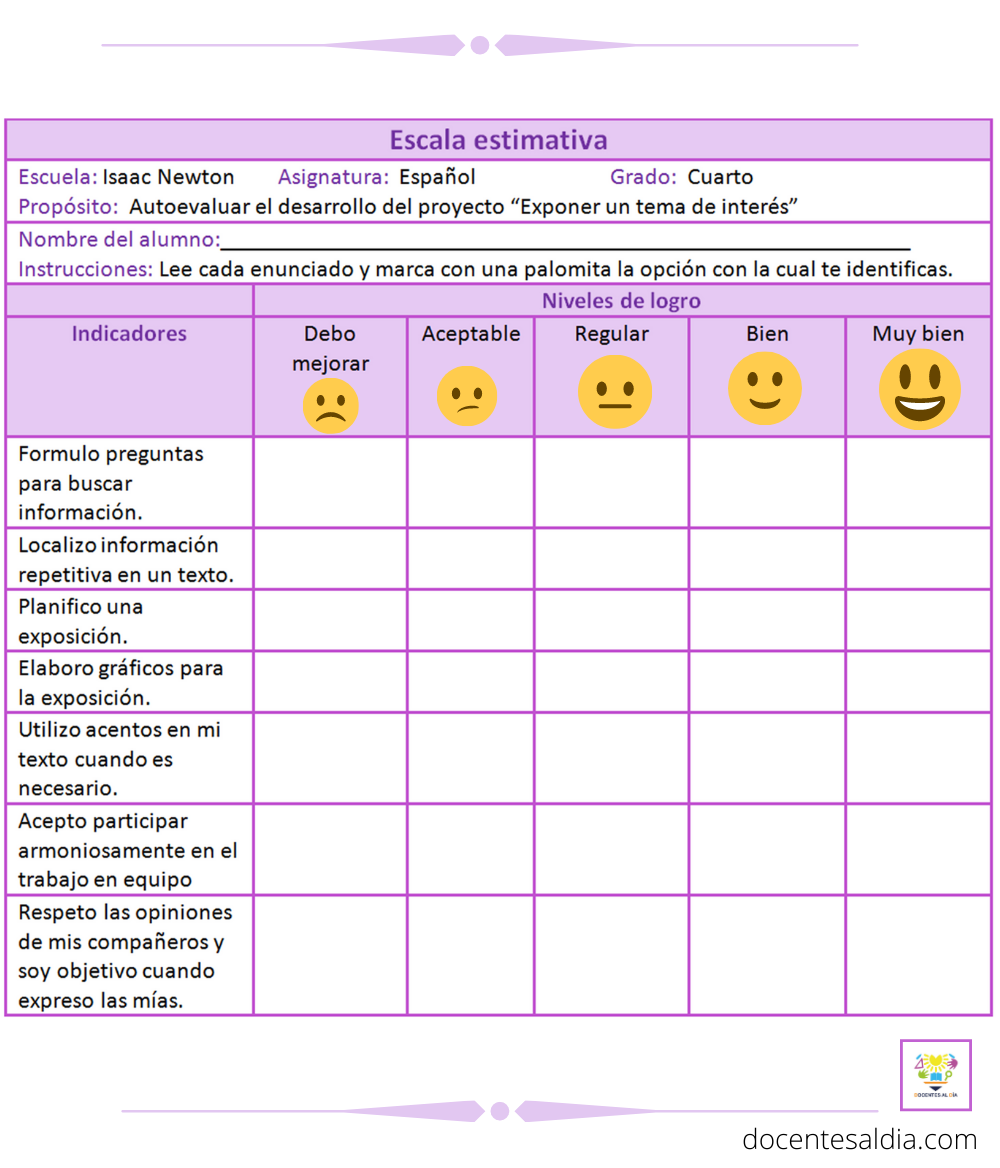 Escala estimativa
Escuela: Isaac Newton Asignatura: Español Grado: Cuarto
Propósito: Autoevaluar el desarrollo del proyecto “Exponer un tema de interés”
Nombre del alumno:
Instrucciones: Lee cada enunciado y marca con una palomita la opción con la cual te identificas.
Niveles de logro
Indicadores
Debo
mejorar
Aceptable
Regular
Bien
Muy bien
Formulo preguntas
para buscar
información.
Localizo información
repetitiva en un texto.
Planifico una
exposición.
Elaboro gráficos para
la exposición.
Utilizo acentos en mi
texto cuando es
necesario.
Acepto participar
armoniosamente en el
trabajo en equipo
Respeto las opiniones
de mis compañeros y
soy objetivo cuando
expreso las mías.
DOCENTES AL DÍA
docentesaldia.com